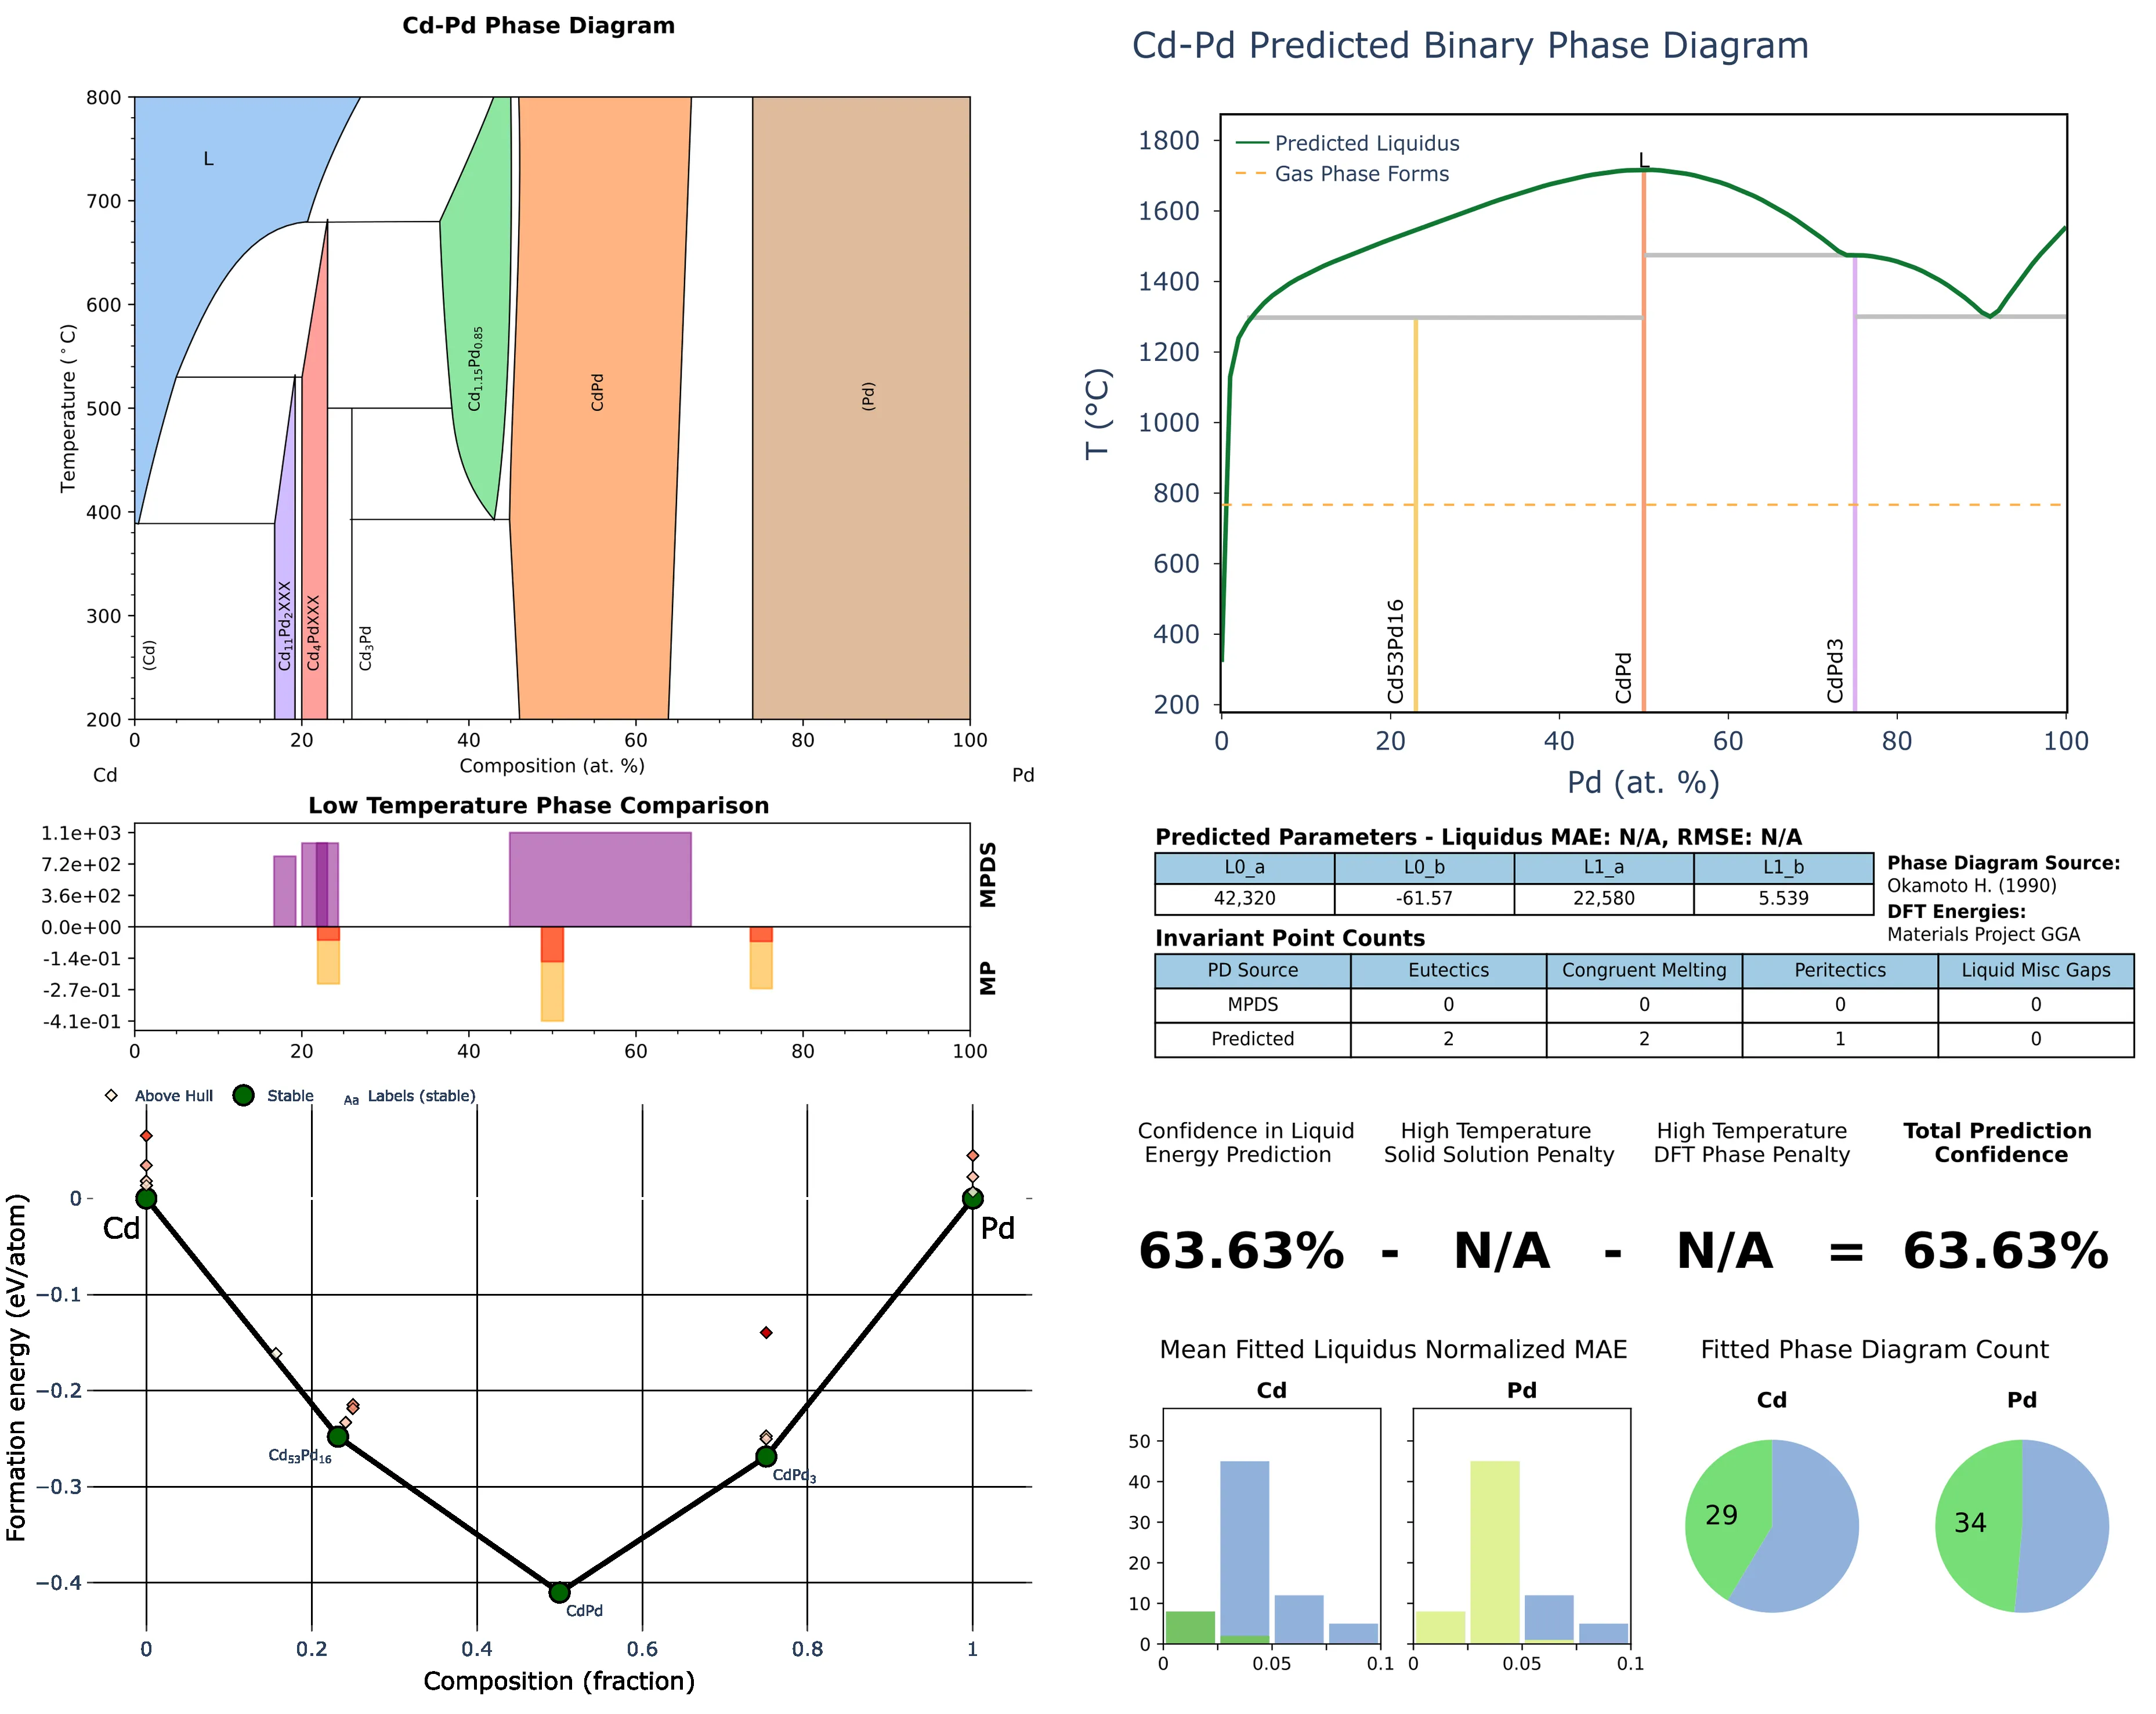 Cd-Pd Phase Diagram
800
700
600
500
400
300
200
Temperature (°C)
L
(Cd)
Cd11Pd2XXX
Cd4PdXXX
Cd3Pd
Cd1.15Pd0.85
CdPd
(Pd)
0 20 40 60 80 100
Composition (at. %)
Cd Pd
Low Temperature Phase Comparison
1.1e+03
7.2e+02
3.6e+02
0.0e+00
-1.4e-01
-2.7e-01
-4.1e-01
MPDS
MP
0 20 40 60 80 100
Above Hull Stable Aa Labels (stable)
Formation energy (eV/atom)
0
−0.1
−0.2
−0.3
−0.4
Cd
Pd
Cd53Pd16
CdPd3
CdPd
0 0.2 0.4 0.6 0.8 1
Composition (fraction)
Cd-Pd Predicted Binary Phase Diagram
Predicted Liquidus
Gas Phase Forms
L
T (°C)
1800
1600
1400
1200
1000
800
600
400
200
Cd53Pd16
CdPd
CdPd3
0 20 40 60 80 100
Pd (at. %)
Predicted Parameters - Liquidus MAE: N/A, RMSE: N/A
L0_a L0_b L1_a L1_b
42,320 -61.57 22,580 5.539
Phase Diagram Source:
Okamoto H. (1990)
DFT Energies:
Materials Project GGA
Invariant Point Counts
PD Source Eutectics Congruent Melting Peritectics Liquid Misc Gaps
MPDS 0 0 0 0
Predicted 2 2 1 0
Confidence in Liquid
Energy Prediction
High Temperature
Solid Solution Penalty
High Temperature
DFT Phase Penalty
Total Prediction
Confidence
63.63% - N/A - N/A = 63.63%
Mean Fitted Liquidus Normalized MAE
Cd
Pd
50
40
30
20
10
0
0 0.05 0.1
0 0.05 0.1
Fitted Phase Diagram Count
Cd
Pd
29
34